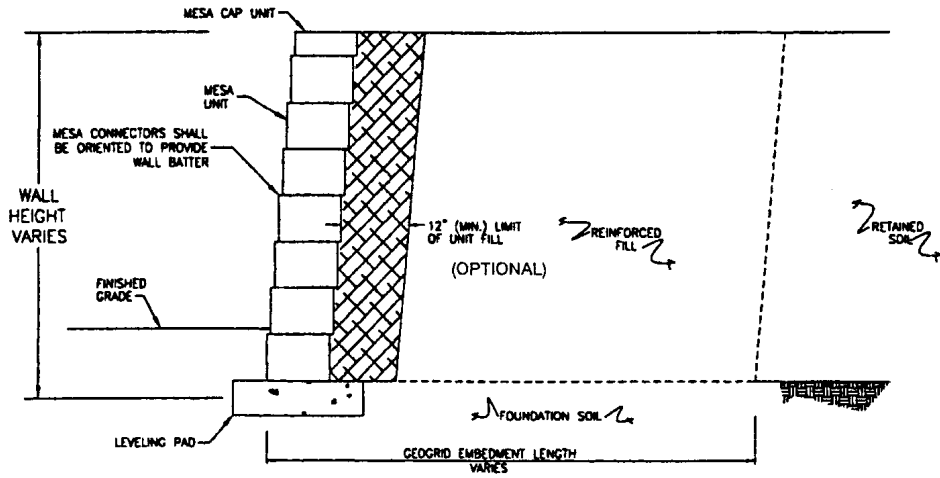 MESA CAP UNIT
MESA
UNIT
MESA CONNECTORS SHALL
BE ORIENTED TO PROVIDE
WALL BATTER
WALL
HEIGHT
VARIES
12" (MIN.) LIMIT
OF UNIT FILL
(OPTIONAL)
REINFORCED
FILL
RETAINED
SOIL
FINISHED
GRADE
FOUNDATION SOIL
LEVELING PAD
GEOGRID EMBEDMENT LENGTH
VARIES